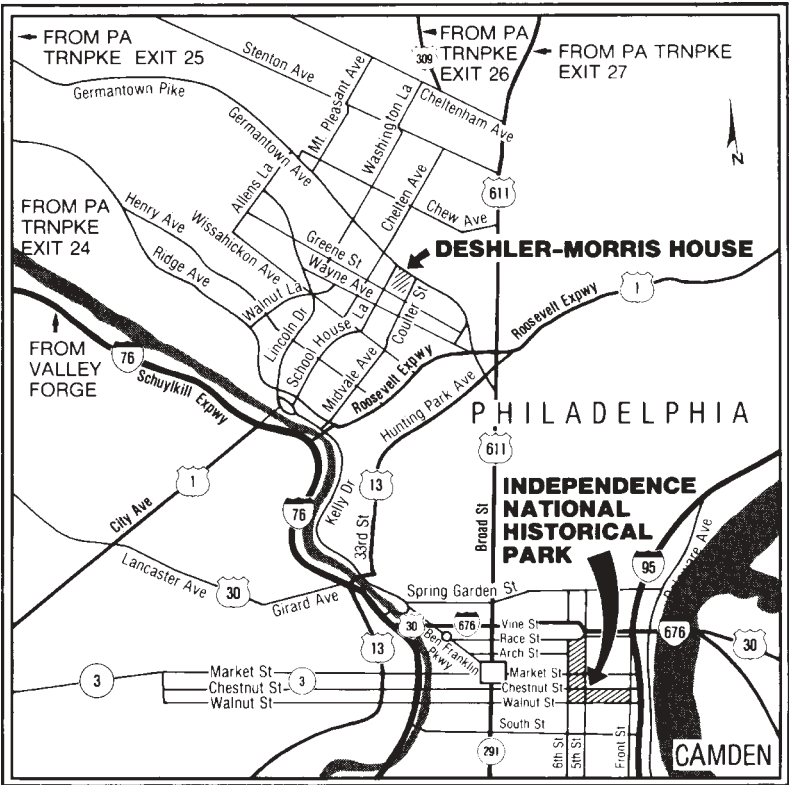 FROM PA
TRNPKE EXIT 25
FROM PA
TRNPKE
EXIT 26
FROM PA TRNPKE
EXIT 27
309
Stenton Ave
Mt. Pleasant Ave
Washington La
Cheltenham Ave
Germantown Pike
Germantown Ave
Allens La
Chelten Ave
Chew Ave
611
N
FROM PA
TRNPKE
EXIT 24
Henry Ave
Wissahickon Ave
Ridge Ave
Greene St
Wayne Ave
DESHLER-MORRIS HOUSE
Walnut La
Lincoln Dr
School House La
Coulter St
Midvale Ave
Roosevelt Expwy
1
Roosevelt Expwy
Hunting Park Ave
FROM
VALLEY
FORGE
76
Schuylkill Expwy
PHILADELPHIA
611
1
City Ave
76
Kelly Dr
13
33rd St
Broad St
INDEPENDENCE
NATIONAL
HISTORICAL
PARK
95
Lancaster Ave
30
Girard Ave
Spring Garden St
30
676
Vine St
Race St
Arch St
Ben Franklin
Pkwy
676
30
13
3
Market St
Chestnut St
3
Walnut St
Market St
Chestnut St
Walnut St
South St
291
6th St
5th St
Front St
CAMDEN